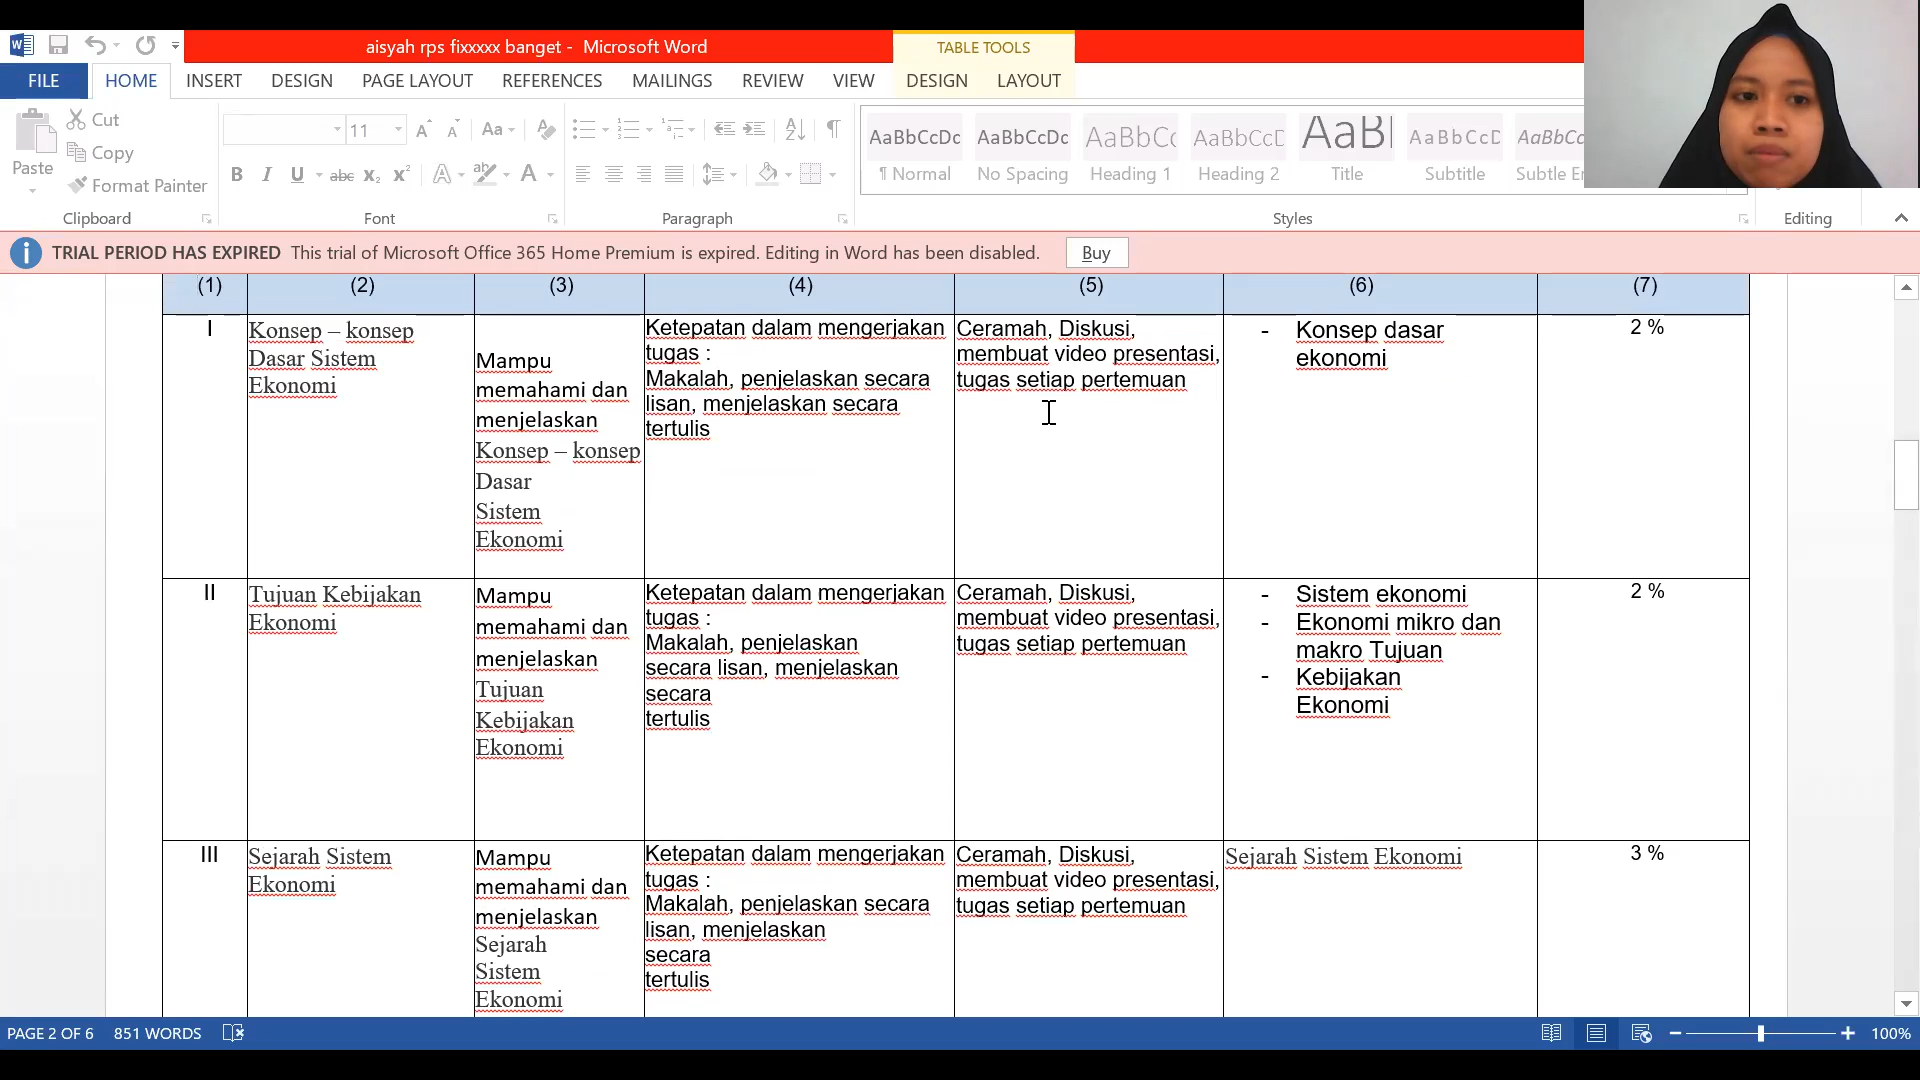 aisyah rps fixxxxx banget - Microsoft Word
TABLE TOOLS
FILE HOME INSERT DESIGN PAGE LAYOUT REFERENCES MAILINGS REVIEW VIEW DESIGN LAYOUT
Paste
Cut
Copy
Format Painter
Clipboard
11
Font
Paragraph
AaBbCcDc AaBbCcDc AaBbCc AaBbCcD AaB AaBbCcD AaBbCc
¶ Normal No Spacing Heading 1 Heading 2 Title Subtitle Subtle E
Styles
Editing
TRIAL PERIOD HAS EXPIRED This trial of Microsoft Office 365 Home Premium is expired. Editing in Word has been disabled. Buy
(1) (2) (3) (4) (5) (6) (7)
I
Konsep – konsep
Dasar Sistem
Ekonomi
Mampu
memahami dan
menjelaskan
Konsep – konsep
Dasar
Sistem
Ekonomi
Ketepatan dalam mengerjakan
tugas :
Makalah, penjelaskan secara
lisan, menjelaskan secara
tertulis
Ceramah, Diskusi,
membuat video presentasi,
tugas setiap pertemuan
- Konsep dasar
ekonomi
2 %
II
Tujuan Kebijakan
Ekonomi
Mampu
memahami dan
menjelaskan
Tujuan
Kebijakan
Ekonomi
Ketepatan dalam mengerjakan
tugas :
Makalah, penjelaskan
secara lisan, menjelaskan
secara
tertulis
Ceramah, Diskusi,
membuat video presentasi,
tugas setiap pertemuan
- Sistem ekonomi
- Ekonomi mikro dan
makro Tujuan
- Kebijakan
Ekonomi
2 %
III
Sejarah Sistem
Ekonomi
Mampu
memahami dan
menjelaskan
Sejarah
Sistem
Ekonomi
Ketepatan dalam mengerjakan
tugas :
Makalah, penjelaskan secara
lisan, menjelaskan
secara
tertulis
Ceramah, Diskusi,
membuat video presentasi,
tugas setiap pertemuan
Sejarah Sistem Ekonomi
3 %
PAGE 2 OF 6 851 WORDS
100%